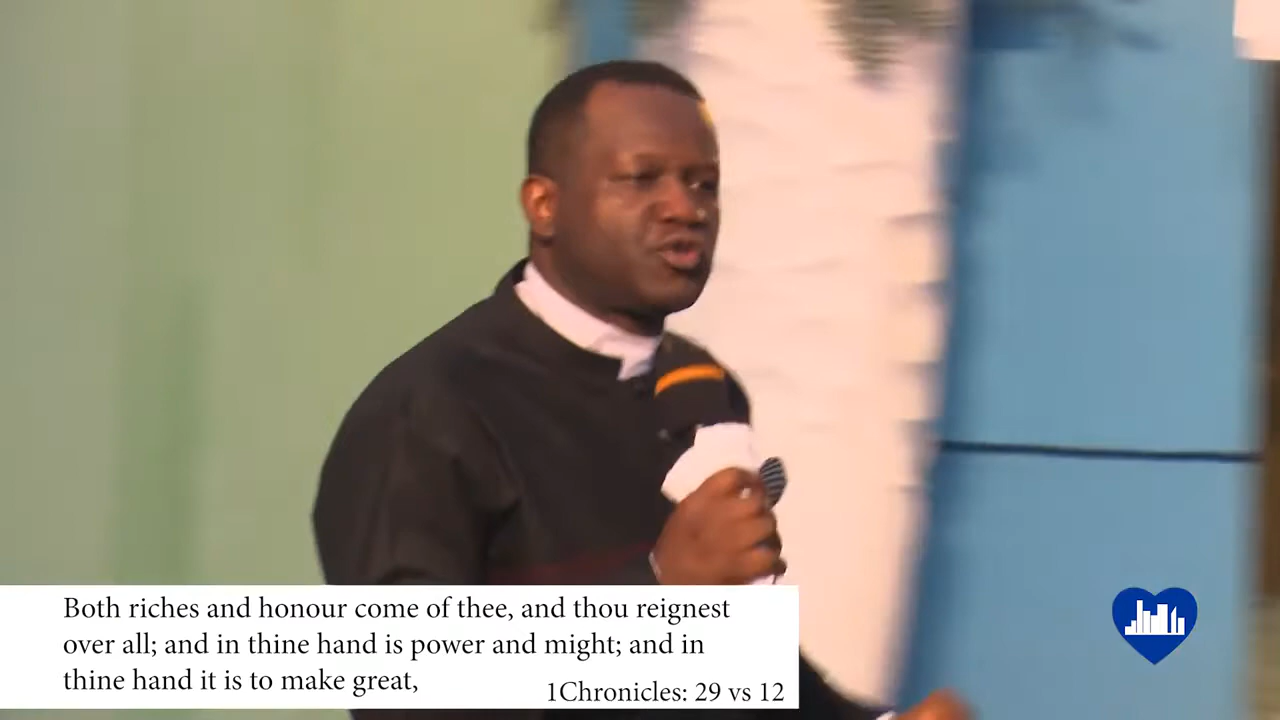 Both riches and honour come of thee, and thou reignest
over all; and in thine hand is power and might; and in
thine hand it is to make great,
1Chronicles: 29 vs 12